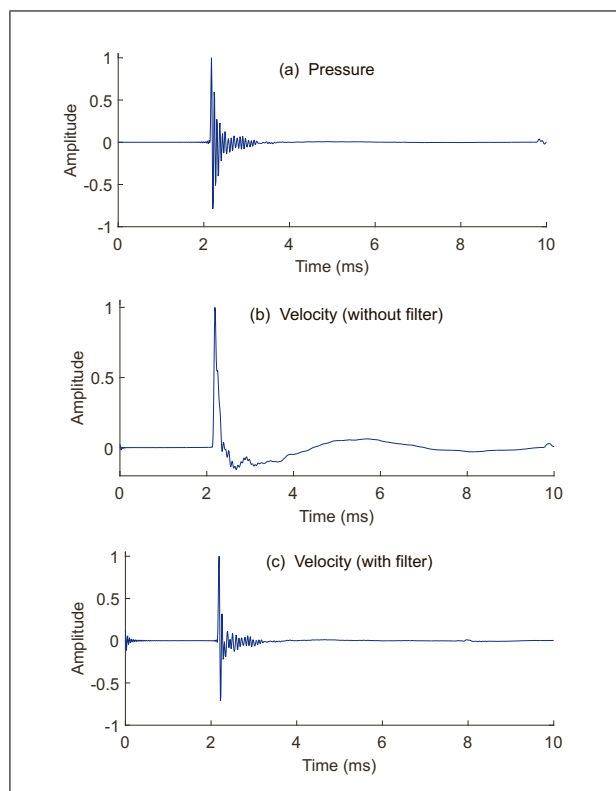 (a) Pressure
1
0.5
0
-0.5
-1
Amplitude
0 2 4 6 8 10
Time (ms)
(b) Velocity (without filter)
1
0.5
0
Amplitude
0 2 4 6 8 10
Time (ms)
(c) Velocity (with filter)
1
0.5
0
-0.5
-1
Amplitude
0 2 4 6 8 10
Time (ms)